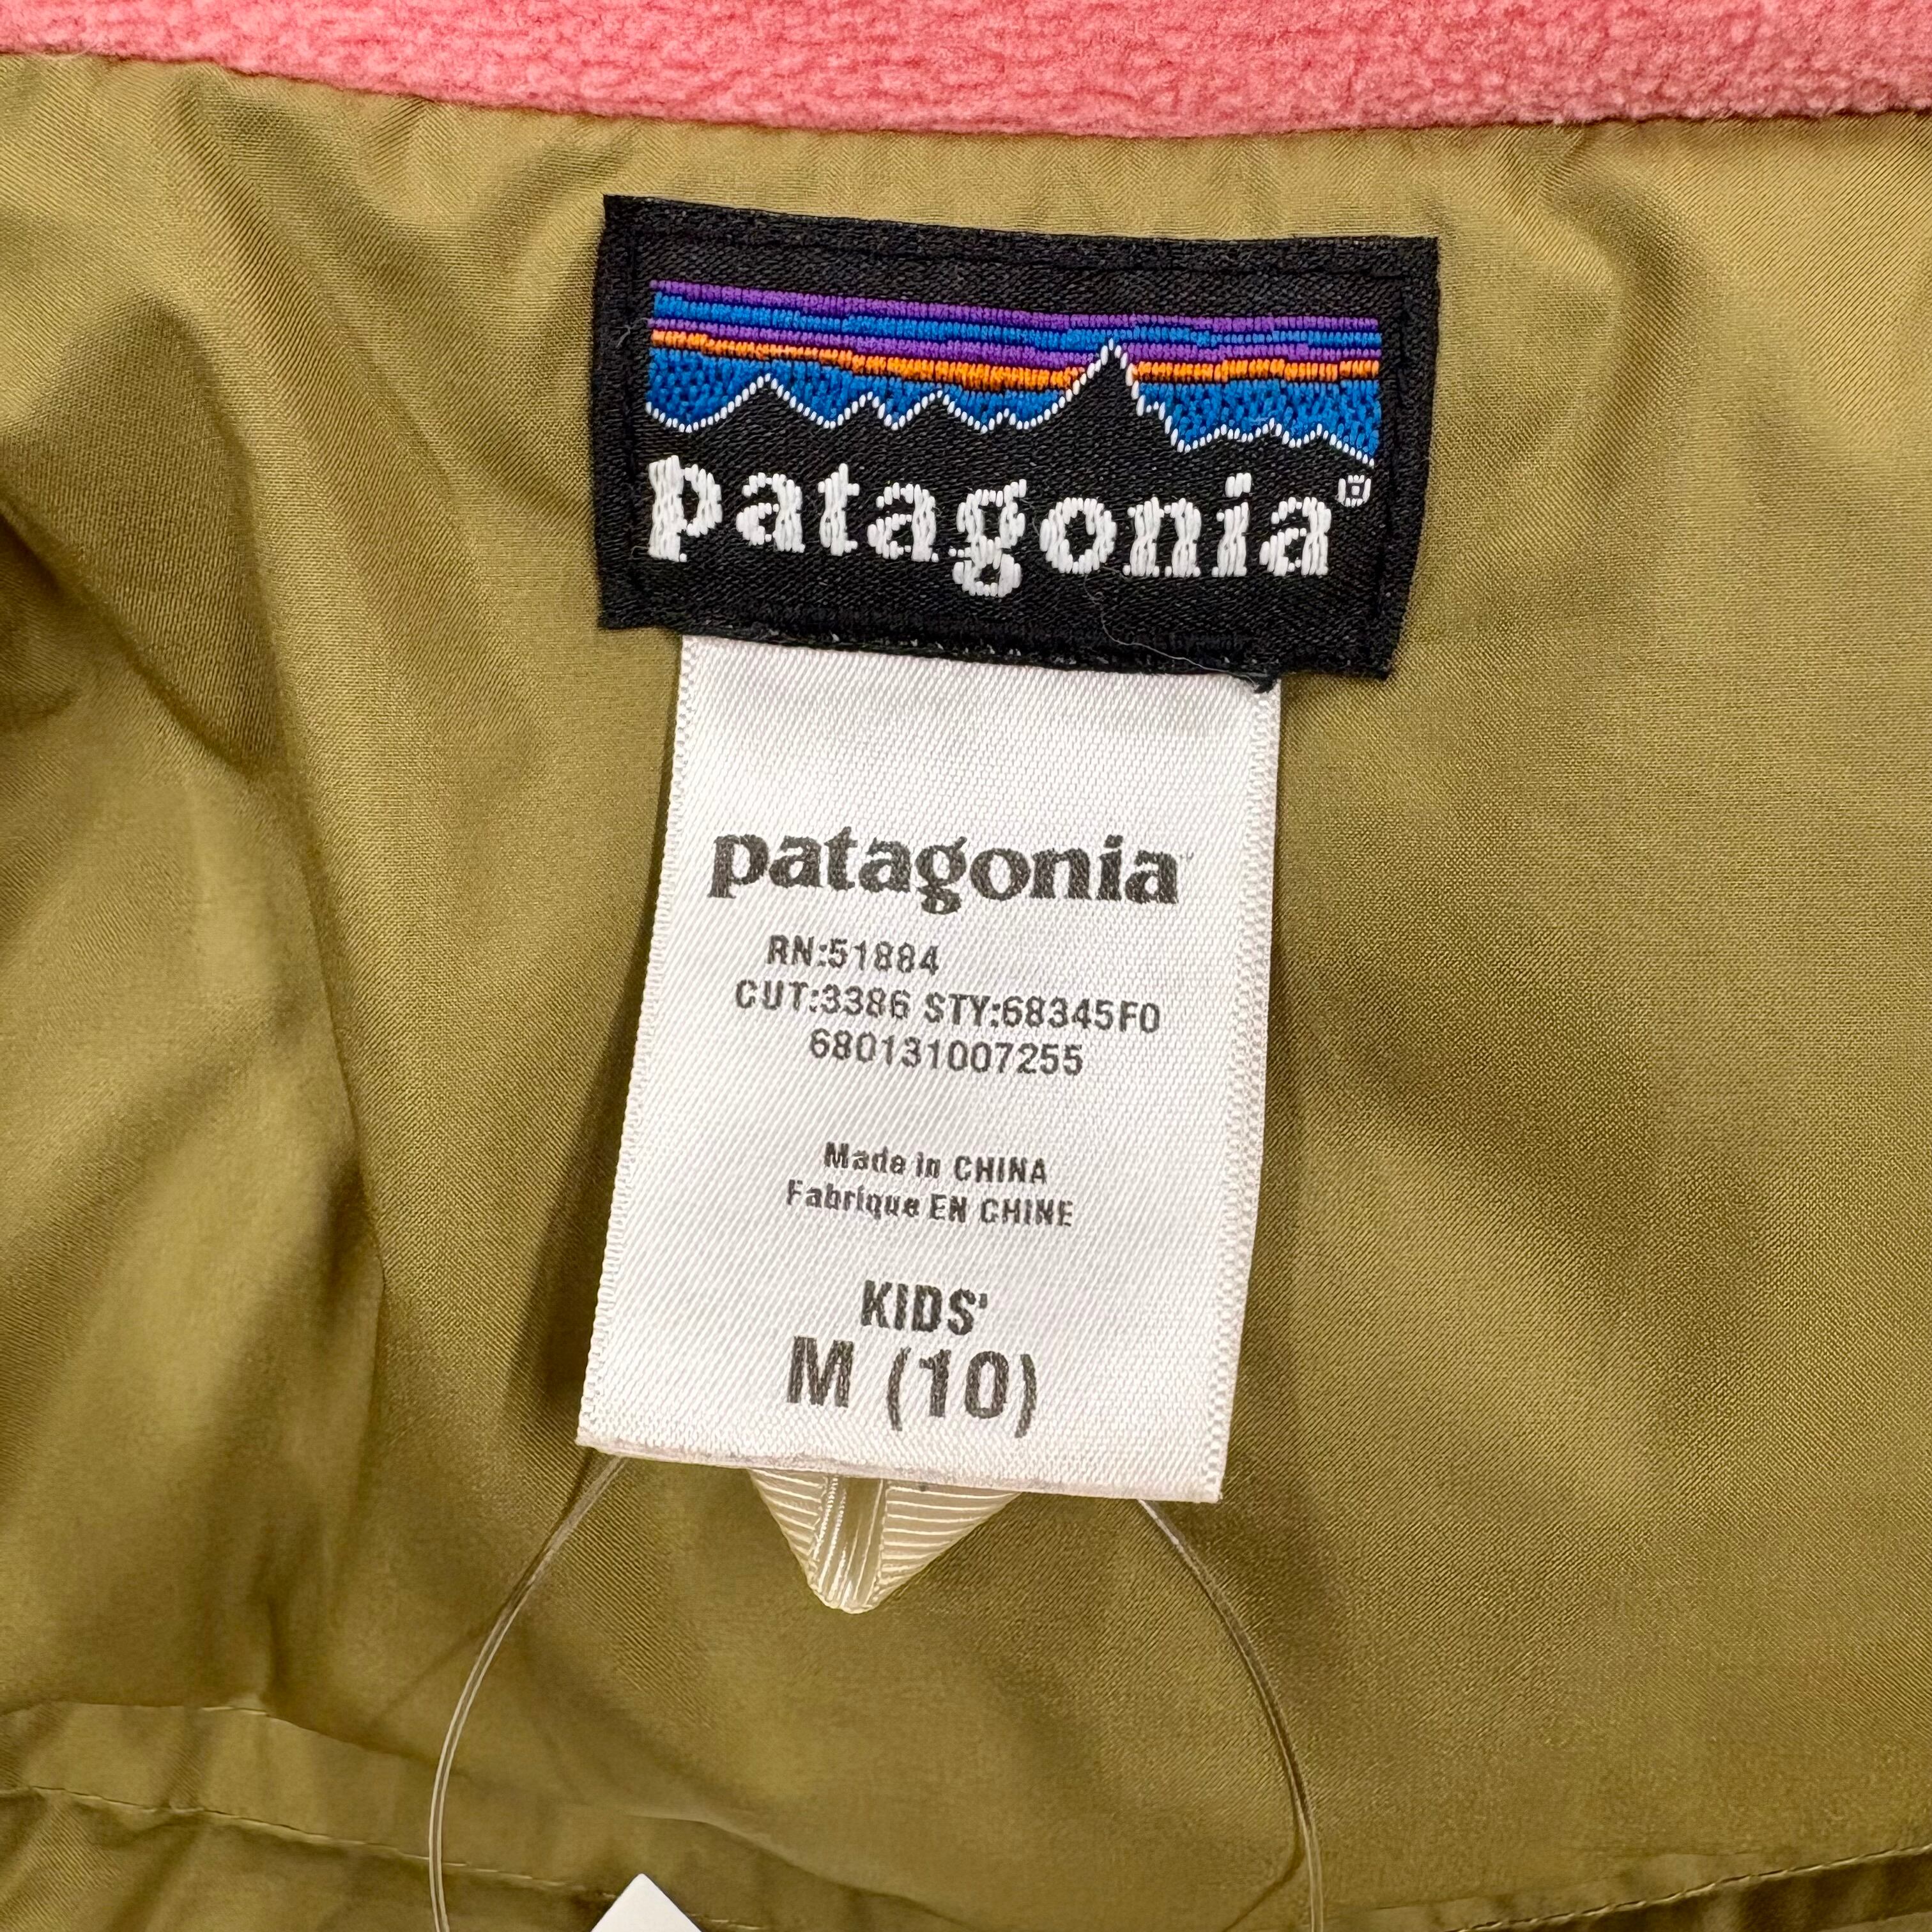 patagonia®
patagonia
RN:51884
CUT:3386 STY:68345F0
680131007255
Made in CHINA
Fabrique EN CHINE
KIDS'
M (10)